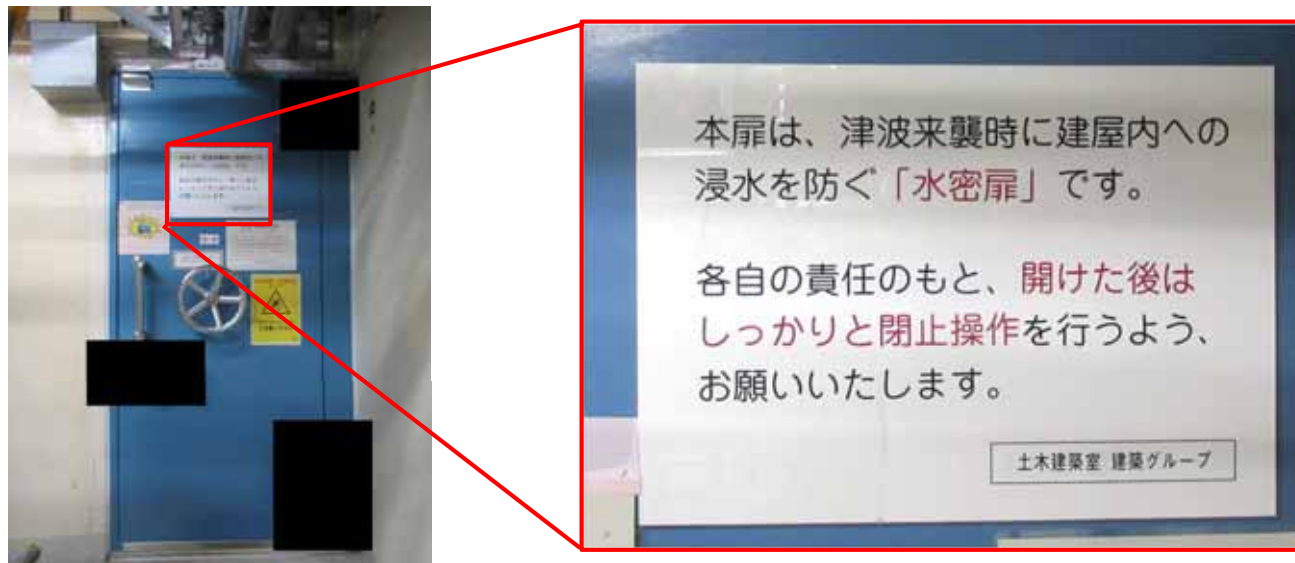 本扉は、津波来襲時に建屋内への
浸水を防ぐ「水密扉」です。
各自の責任のもと、開けた後は
しっかりと閉止操作を行うよう、
お願いいたします。
土木建築室 建築グループ